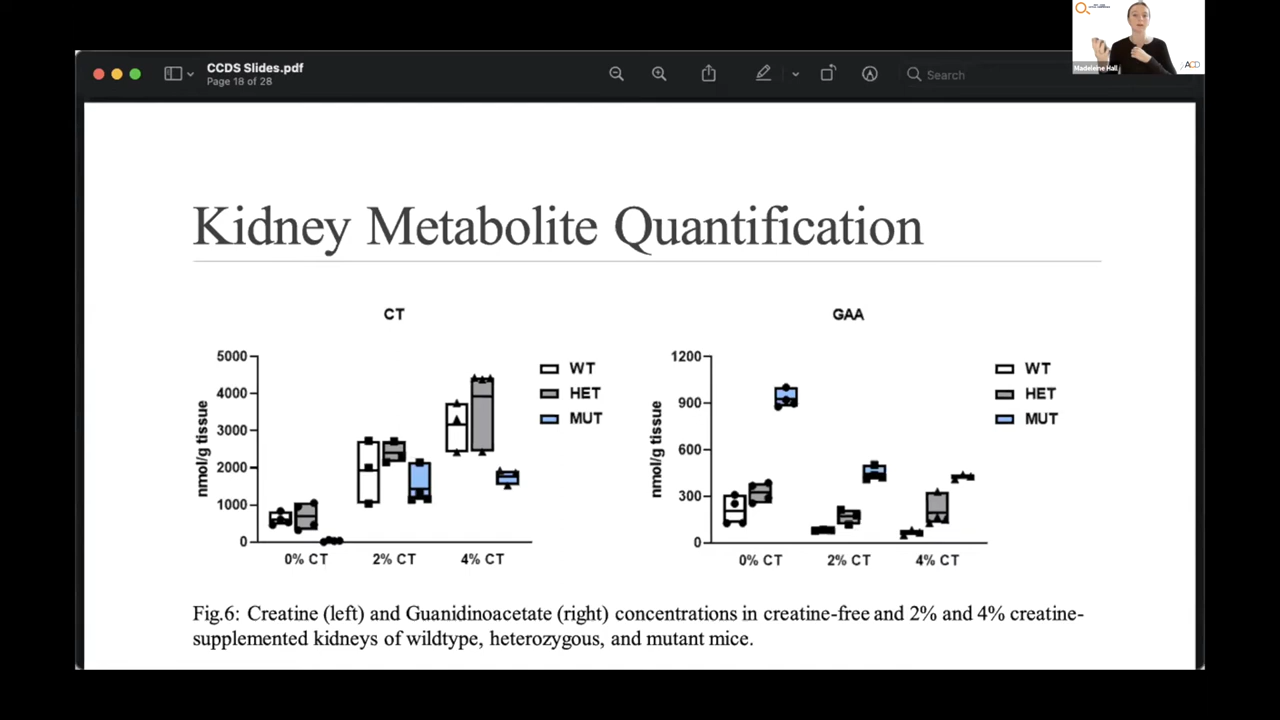 CCDS Slides.pdf
Page 18 of 28
Search
Madeleine Hall
ACD
Kidney Metabolite Quantification
CT
5000
4000
3000
2000
1000
0
nmol/g tissue
0% CT 2% CT 4% CT
WT
HET
MUT
GAA
1200
900
600
300
0
nmol/g tissue
0% CT 2% CT 4% CT
WT
HET
MUT
Fig.6: Creatine (left) and Guanidinoacetate (right) concentrations in creatine-free and 2% and 4% creatine-
supplemented kidneys of wildtype, heterozygous, and mutant mice.